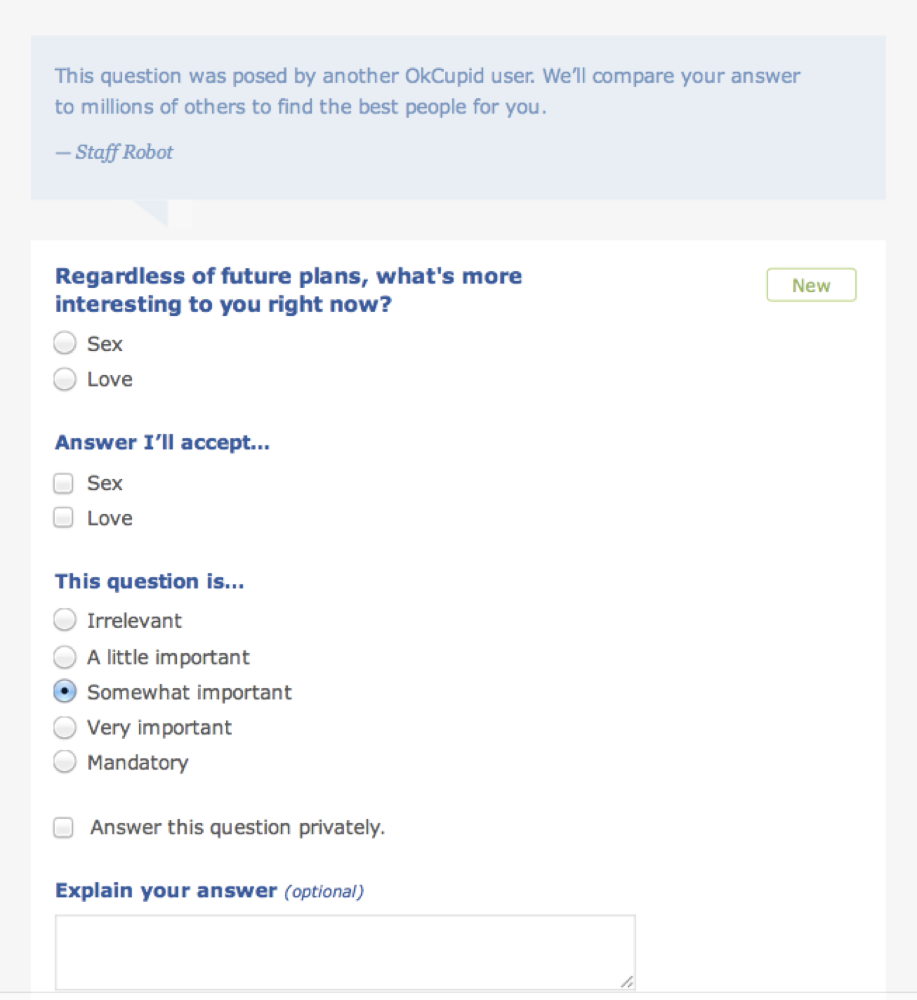 This question was posed by another OkCupid user. We’ll compare your answer
to millions of others to find the best people for you.
— Staff Robot
Regardless of future plans, what's more
interesting to you right now?
New
Sex
Love
Answer I’ll accept...
Sex
Love
This question is...
Irrelevant
A little important
Somewhat important
Very important
Mandatory
Answer this question privately.
Explain your answer (optional)